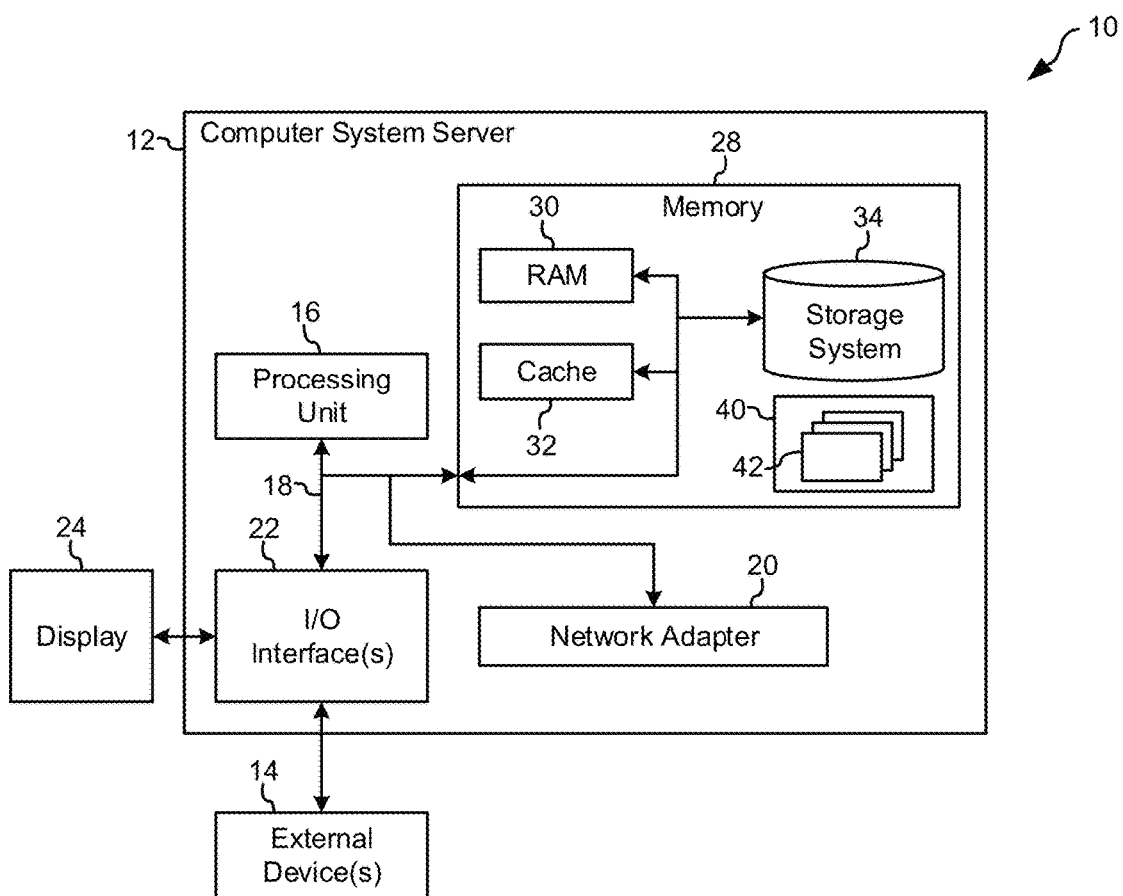 10
12
Computer System Server
28
Memory
30
RAM
34
Storage
System
16
Processing
Unit
Cache
32
40
42
18
24
22
Display
I/O
Interface(s)
20
Network Adapter
14
External
Device(s)